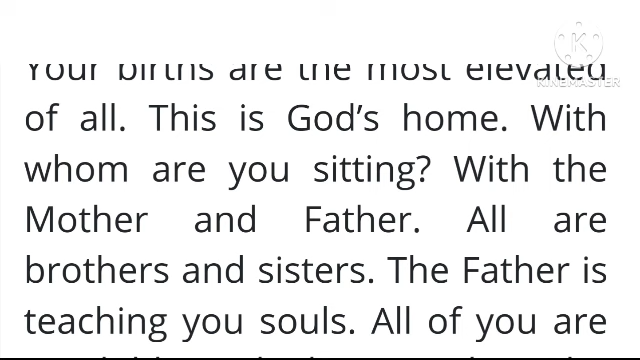 Your births are the most elevated
of all. This is God’s home. With
whom are you sitting? With the
Mother and Father. All are
brothers and sisters. The Father is
teaching you souls. All of you are
K
KINEMASTER